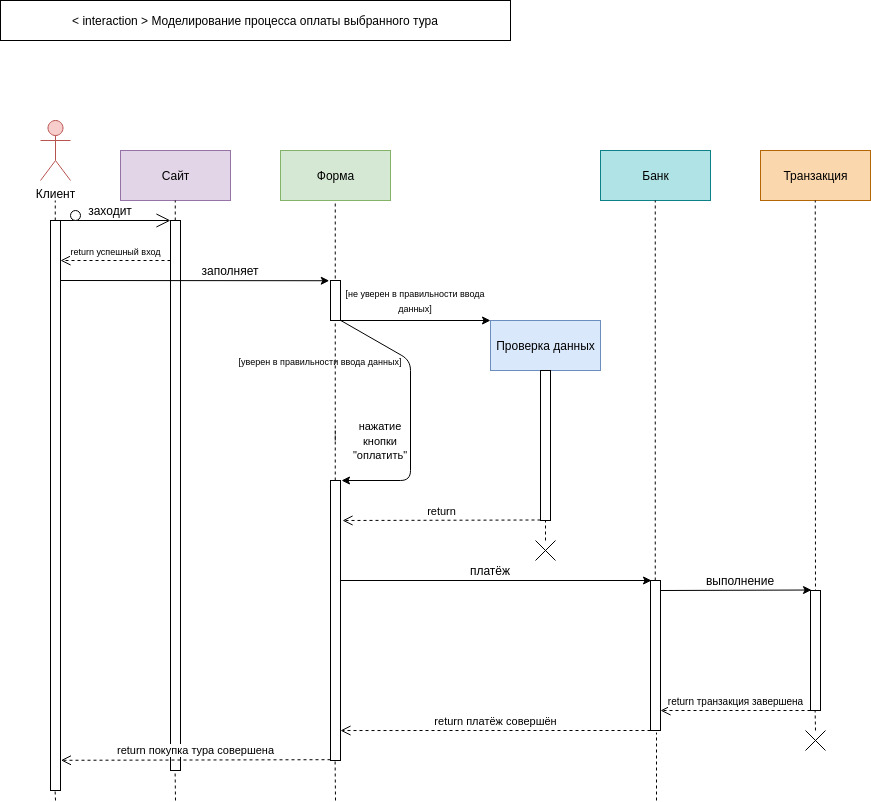 < interaction > Моделирование процесса оплаты выбранного тура
Клиент
Сайт
Форма
Банк
Транзакция
заходит
return успешный вход
заполняет
[не уверен в правильности ввода
данных]
Проверка данных
[уверен в правильности ввода данных]
нажатие
кнопки
"оплатить"
return
платёж
выполнение
return транзакция завершена
return платёж совершён
return покупка тура совершена